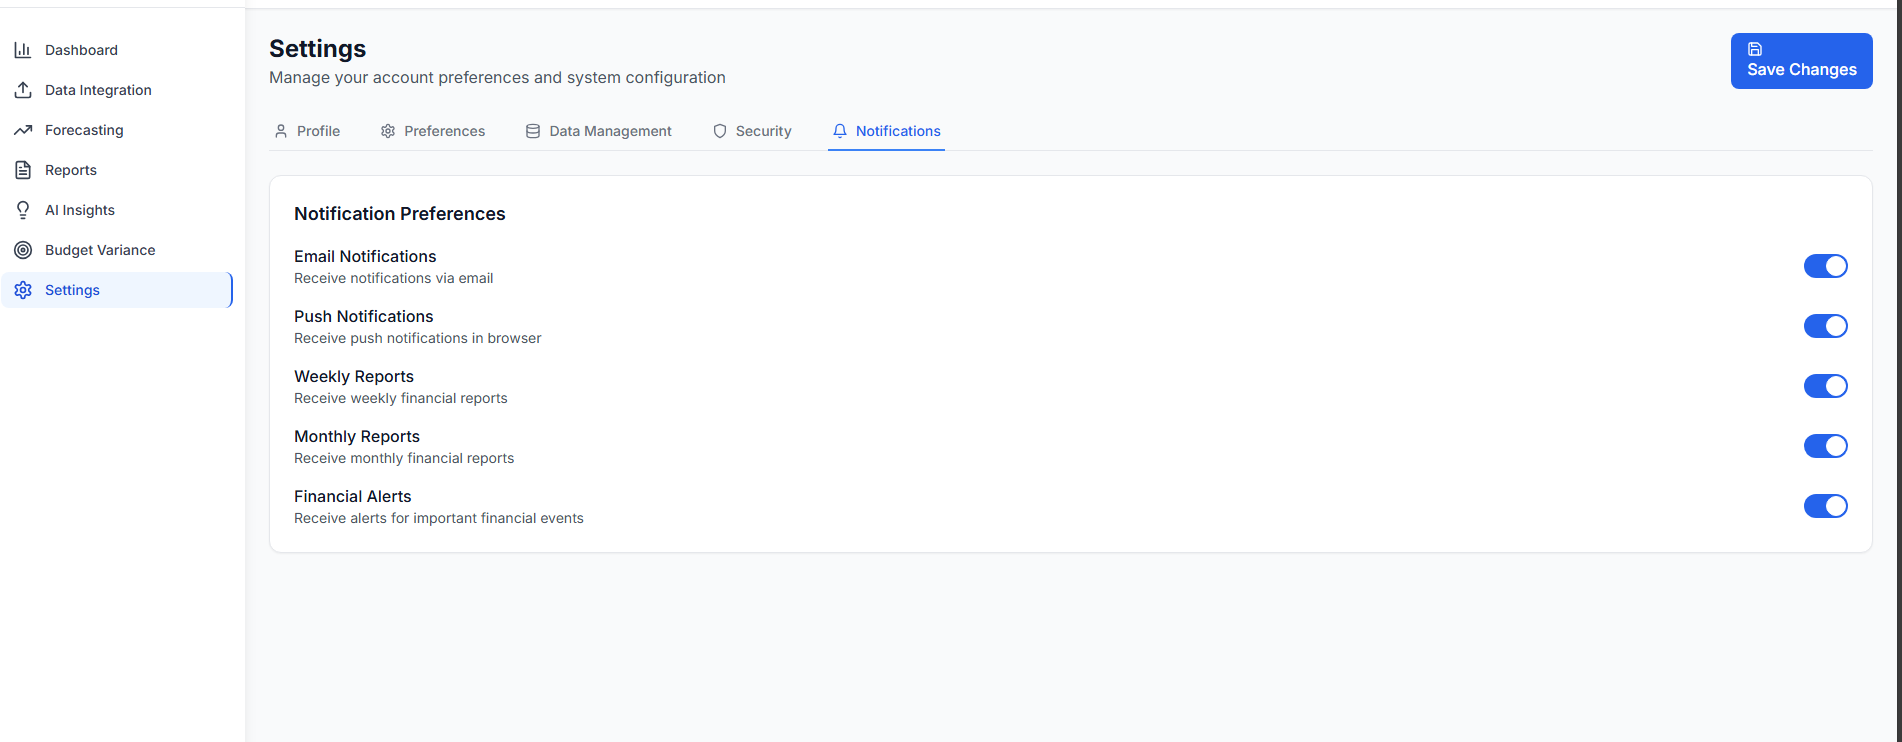 Dashboard
Data Integration
Forecasting
Reports
AI Insights
Budget Variance
Settings
Settings
Manage your account preferences and system configuration
Save Changes
Profile
Preferences
Data Management
Security
Notifications
Notification Preferences
Email Notifications
Receive notifications via email
Push Notifications
Receive push notifications in browser
Weekly Reports
Receive weekly financial reports
Monthly Reports
Receive monthly financial reports
Financial Alerts
Receive alerts for important financial events